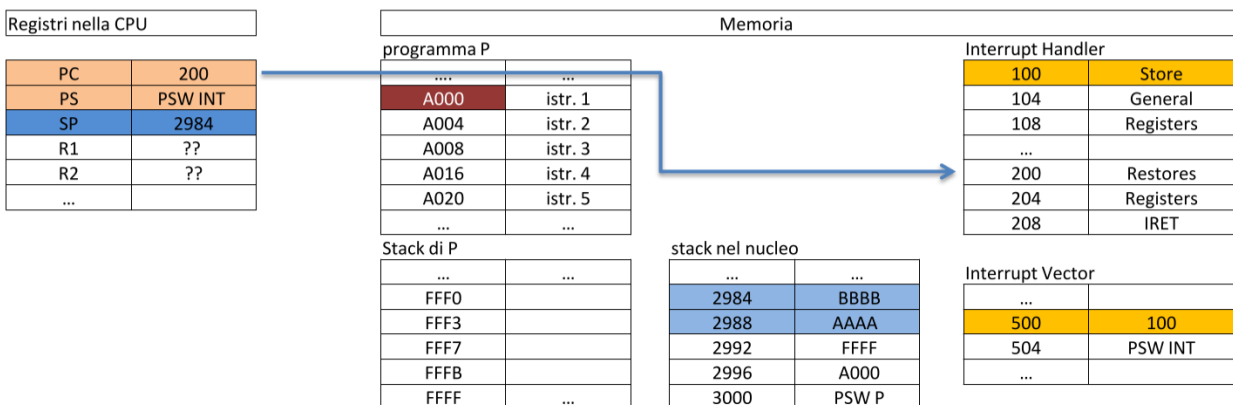 Registri nella CPU
PC 200
PS PSW INT
SP 2984
R1 ??
R2 ??
...
Memoria
programma P
.... ...
A000 istr. 1
A004 istr. 2
A008 istr. 3
A016 istr. 4
A020 istr. 5
... ...
Stack di P
... ...
FFF0
FFF3
FFF7
FFFB
FFFF ...
stack nel nucleo
... ...
2984 BBBB
2988 AAAA
2992 FFFF
2996 A000
3000 PSW P
Interrupt Handler
100 Store
104 General
108 Registers
...
200 Restores
204 Registers
208 IRET
Interrupt Vector
...
500 100
504 PSW INT
...